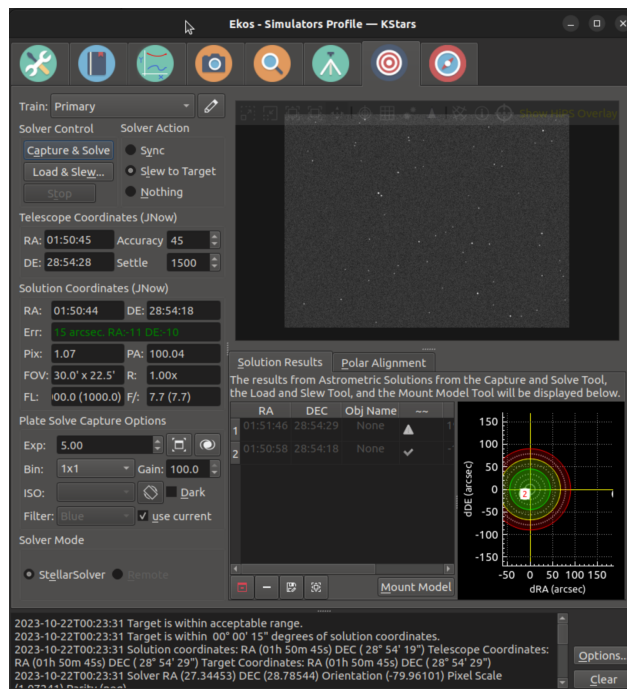 Ekos - Simulators Profile — KStars
Train: Primary
Show HiPS Overlay
Solver Control Solver Action
Capture & Solve Sync
Load & Slew... Slew to Target
Stop Nothing
Telescope Coordinates (JNow)
RA: 01:50:45 Accuracy 45
DE: 28:54:28 Settle 1500
Solution Coordinates (JNow)
RA: 01:50:44 DE: 28:54:18
Err: 15 arcsec. RA:-11 DE:-10
Pix: 1.07 PA: 100.04
FOV: 30.0' x 22.5' R: 1.00x
FL: 00.0 (1000.0) F/: 7.7 (7.7)
Plate Solve Capture Options
Exp: 5.00
Bin: 1x1 Gain: 100.0
ISO: Dark
Filter: Blue use current
Solver Mode
StellarSolver Remote
Solution Results Polar Alignment
The results from Astrometric Solutions from the Capture and Solve Tool,
the Load and Slew Tool, and the Mount Model Tool will be displayed below.
RA DEC Obj Name ~~
1 01:51:46 28:54:29 None
2 01:50:58 28:54:18 None
Mount Model
dDE (arcsec)
150
100
50
0
-50
-100
-150
2
-50 0 50 100 150
dRA (arcsec)
2023-10-22T00:23:31 Target is within acceptable range.
2023-10-22T00:23:31 Target is within 00° 00' 15" degrees of solution coordinates.
2023-10-22T00:23:31 Solution coordinates: RA (01h 50m 45s) DEC ( 28° 54' 19") Telescope Coordinates:
RA (01h 50m 45s) DEC ( 28° 54' 29") Target Coordinates: RA (01h 50m 45s) DEC ( 28° 54' 29")
2023-10-22T00:23:31 Solver RA (27.34453) DEC (28.78544) Orientation (-79.96101) Pixel Scale
Options...
Clear